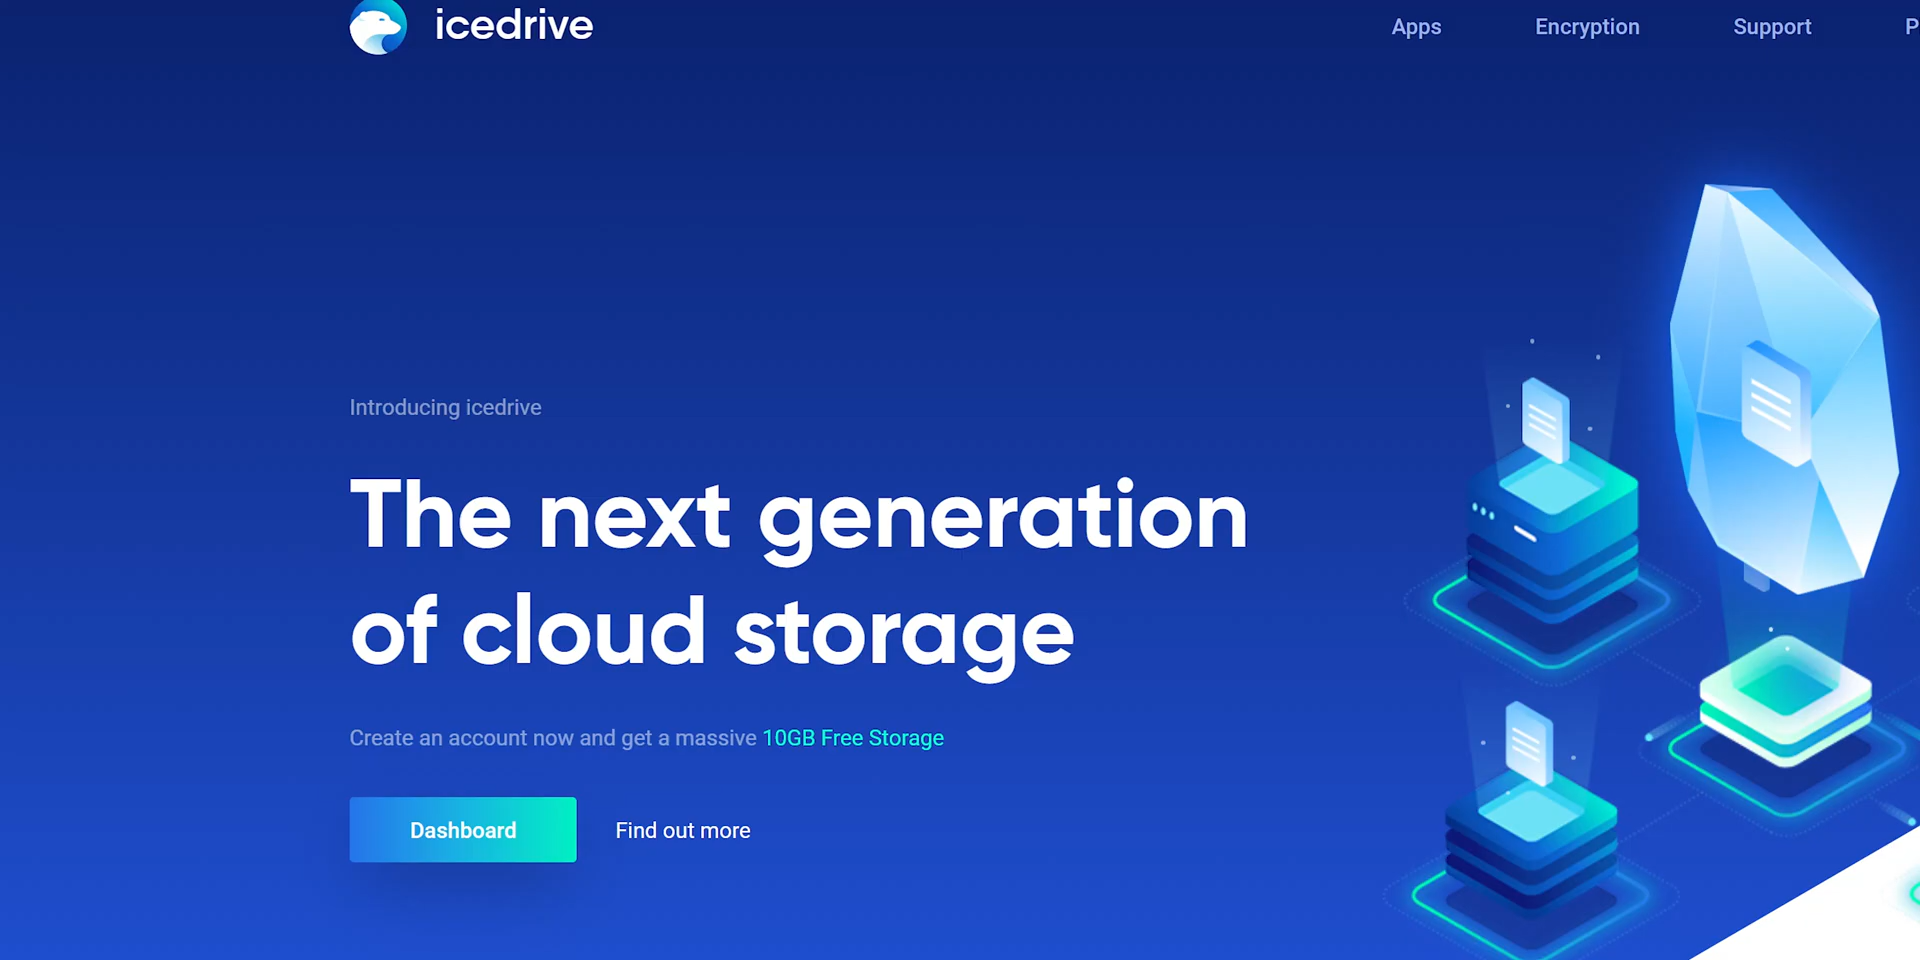 icedrive
Apps Encryption Support
Introducing icedrive
The next generation
of cloud storage
Create an account now and get a massive 10GB Free Storage
Dashboard Find out more